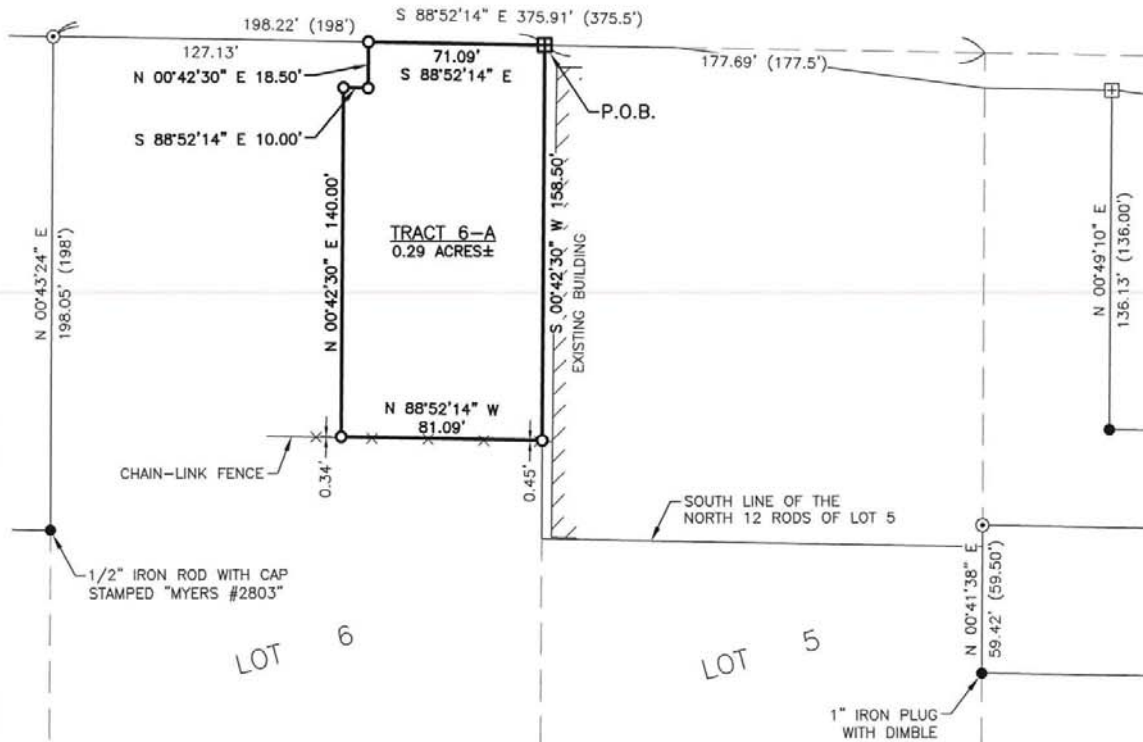 198.22' (198')
S 88°52'14" E 375.91' (375.5')
127.13'
71.09'
S 88°52'14" E
177.69' (177.5')
N 00°42'30" E 18.50'
S 88°52'14" E 10.00'
P.O.B.
N 00°43'24" E
198.05' (198')
N 00°42'30" E 140.00'
TRACT 6-A
0.29 ACRES±
S 00°42'30" W 158.50'
EXISTING BUILDING
N 00°49'10" E
136.13' (136.00')
N 88°52'14" W
81.09'
CHAIN-LINK FENCE
0.34'
0.45'
SOUTH LINE OF THE
NORTH 12 RODS OF LOT 5
1/2" IRON ROD WITH CAP
STAMPED "MYERS #2803"
N 00°41'38" E
59.42' (59.50')
LOT 6
LOT 5
1" IRON PLUG
WITH DIMBLE